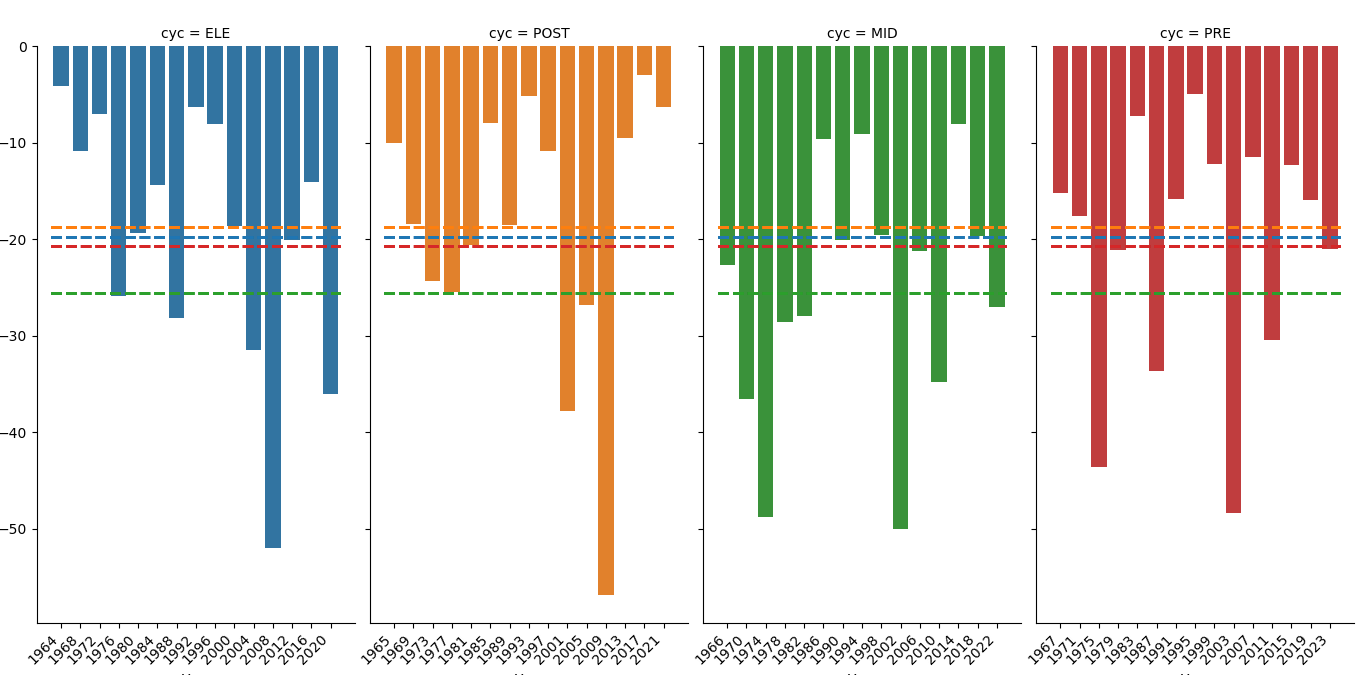 cyc = ELE
cyc = POST
cyc = MID
cyc = PRE
0
−10
−20
−30
−40
−50
1964 1968 1972 1976 1980 1984 1988 1992 1996 2000 2004 2008 2012 2016 2020
1965 1969 1973 1977 1981 1985 1989 1993 1997 2001 2005 2009 2013 2017 2021
1966 1970 1974 1978 1982 1986 1990 1994 1998 2002 2006 2010 2014 2018 2022
1967 1971 1975 1979 1983 1987 1991 1995 1999 2003 2007 2011 2015 2019 2023